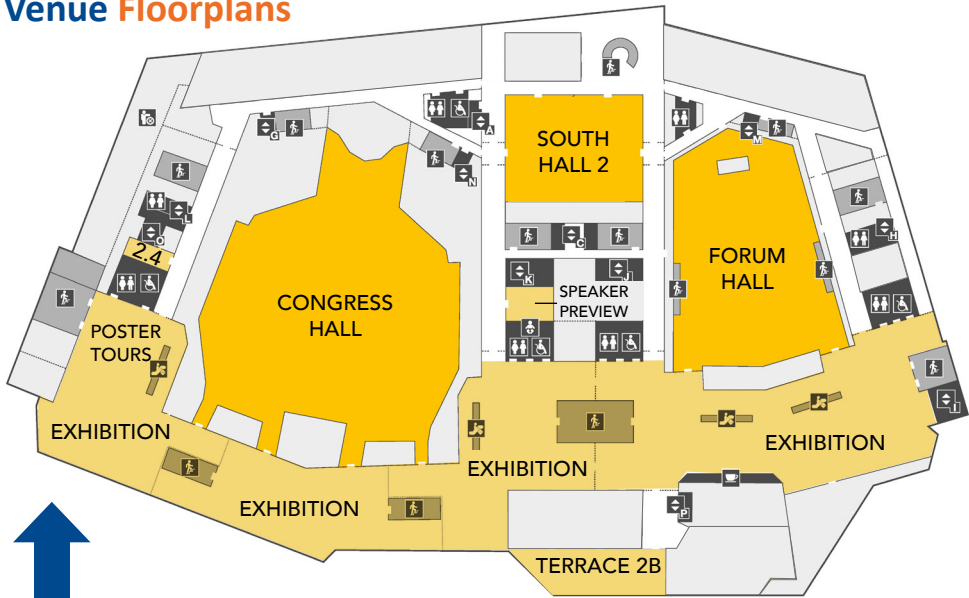 Venue Floorplans
SOUTH
HALL 2
A
G
M
N
L
O
2.4
C
H
K
J
SPEAKER
PREVIEW
FORUM
HALL
CONGRESS
HALL
POSTER
TOURS
I
EXHIBITION
EXHIBITION
EXHIBITION
EXHIBITION
P
TERRACE 2B